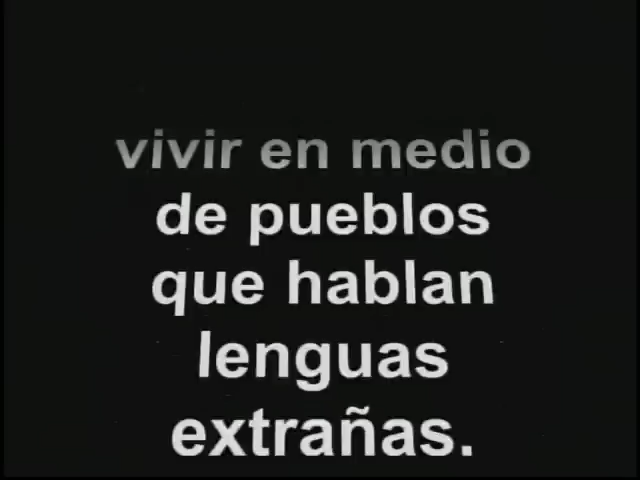 vivir en medio
de pueblos
que hablan
lenguas
extrañas.